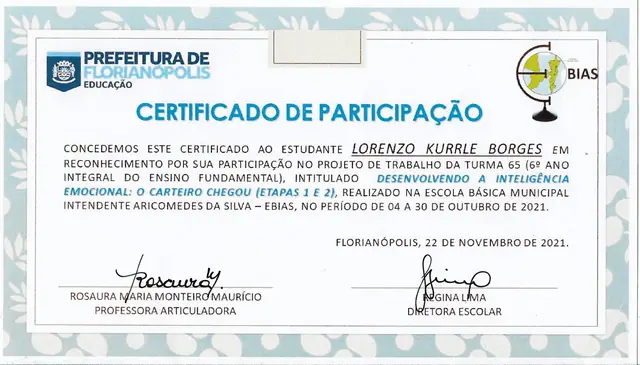 PREFEITURA DE
FLORIANÓPOLIS
EDUCAÇÃO
BIAS
CERTIFICADO DE PARTICIPAÇÃO
CONCEDEMOS ESTE CERTIFICADO AO ESTUDANTE LORENZO KURRLE BORGES EM
RECONHECIMENTO POR SUA PARTICIPAÇÃO NO PROJETO DE TRABALHO DA TURMA 65 (6º ANO
INTEGRAL DO ENSINO FUNDAMENTAL), INTITULADO DESENVOLVENDO A INTELIGÊNCIA
EMOCIONAL: O CARTEIRO CHEGOU (ETAPAS 1 E 2), REALIZADO NA ESCOLA BÁSICA MUNICIPAL
INTENDENTE ARICOMEDES DA SILVA – EBIAS, NO PERÍODO DE 04 A 30 DE OUTUBRO DE 2021.
FLORIANÓPOLIS, 22 DE NOVEMBRO DE 2021.
Rosaura
ROSAURA MARIA MONTEIRO MAURÍCIO
PROFESSORA ARTICULADORA
REGINA LIMA
DIRETORA ESCOLAR